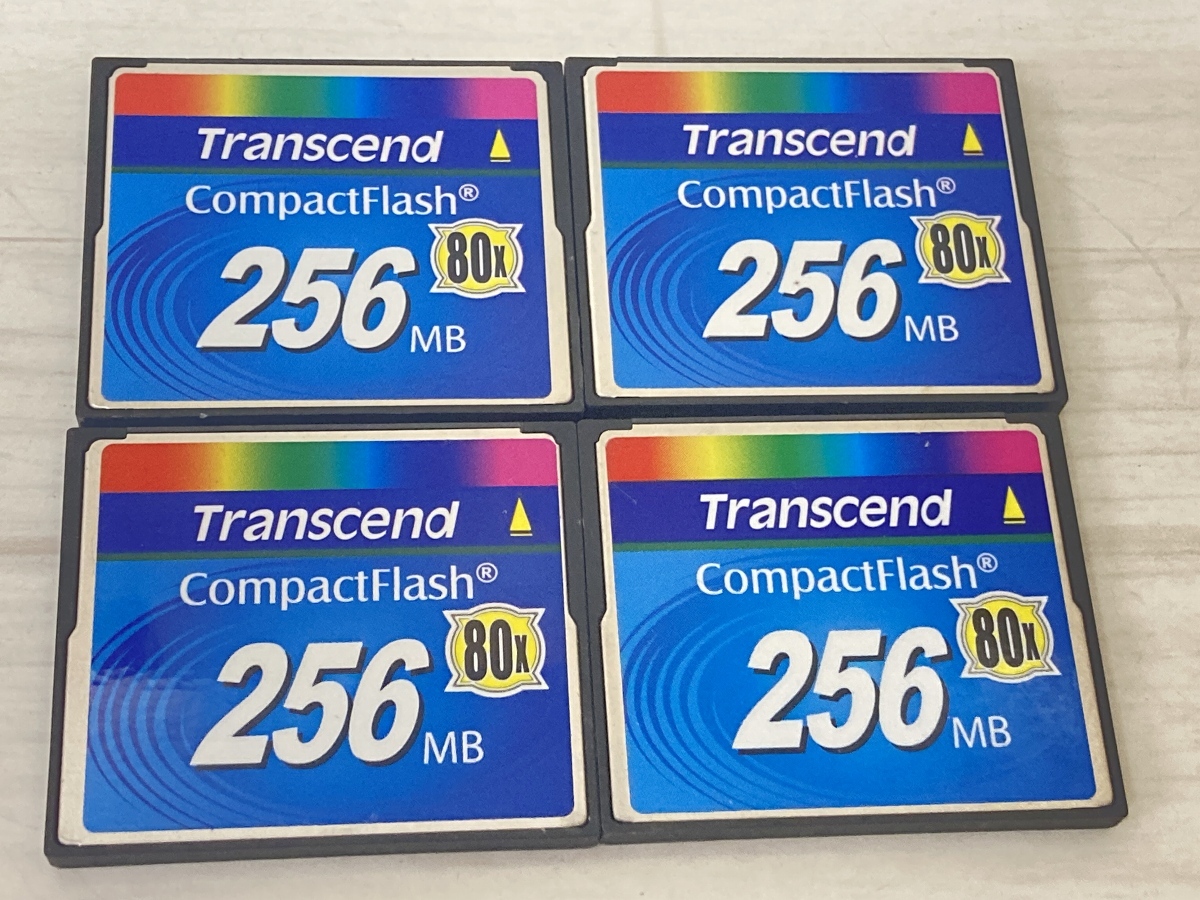 Transcend
CompactFlash®
80x
256 MB
Transcend
CompactFlash®
80x
256 MB
Transcend
CompactFlash®
80x
256 MB
Transcend
CompactFlash®
80x
256 MB